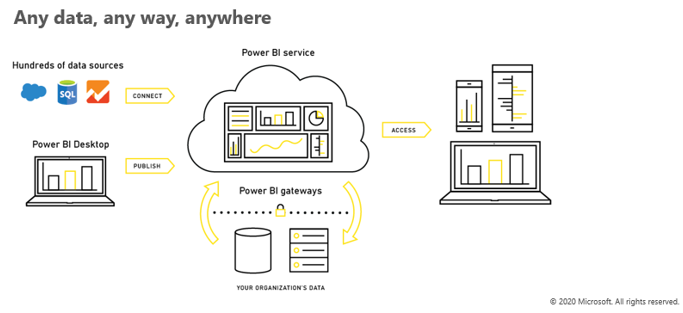 Any data, any way, anywhere
Power BI service
Hundreds of data sources
SQL
CONNECT
ACCESS
Power BI Desktop
PUBLISH
Power BI gateways
YOUR ORGANIZATION'S DATA
© 2020 Microsoft. All rights reserved.